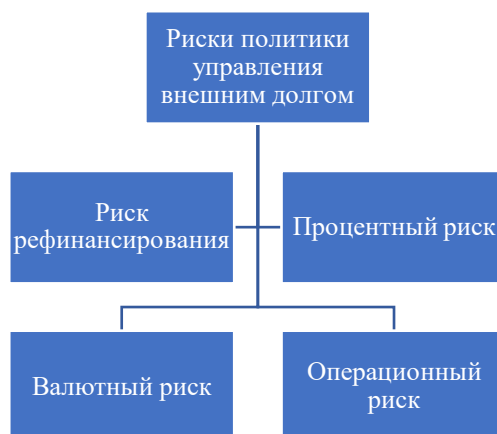 Риски политики
управления
внешним долгом
Риск
рефинансирования
Процентный риск
Валютный риск
Операционный
риск